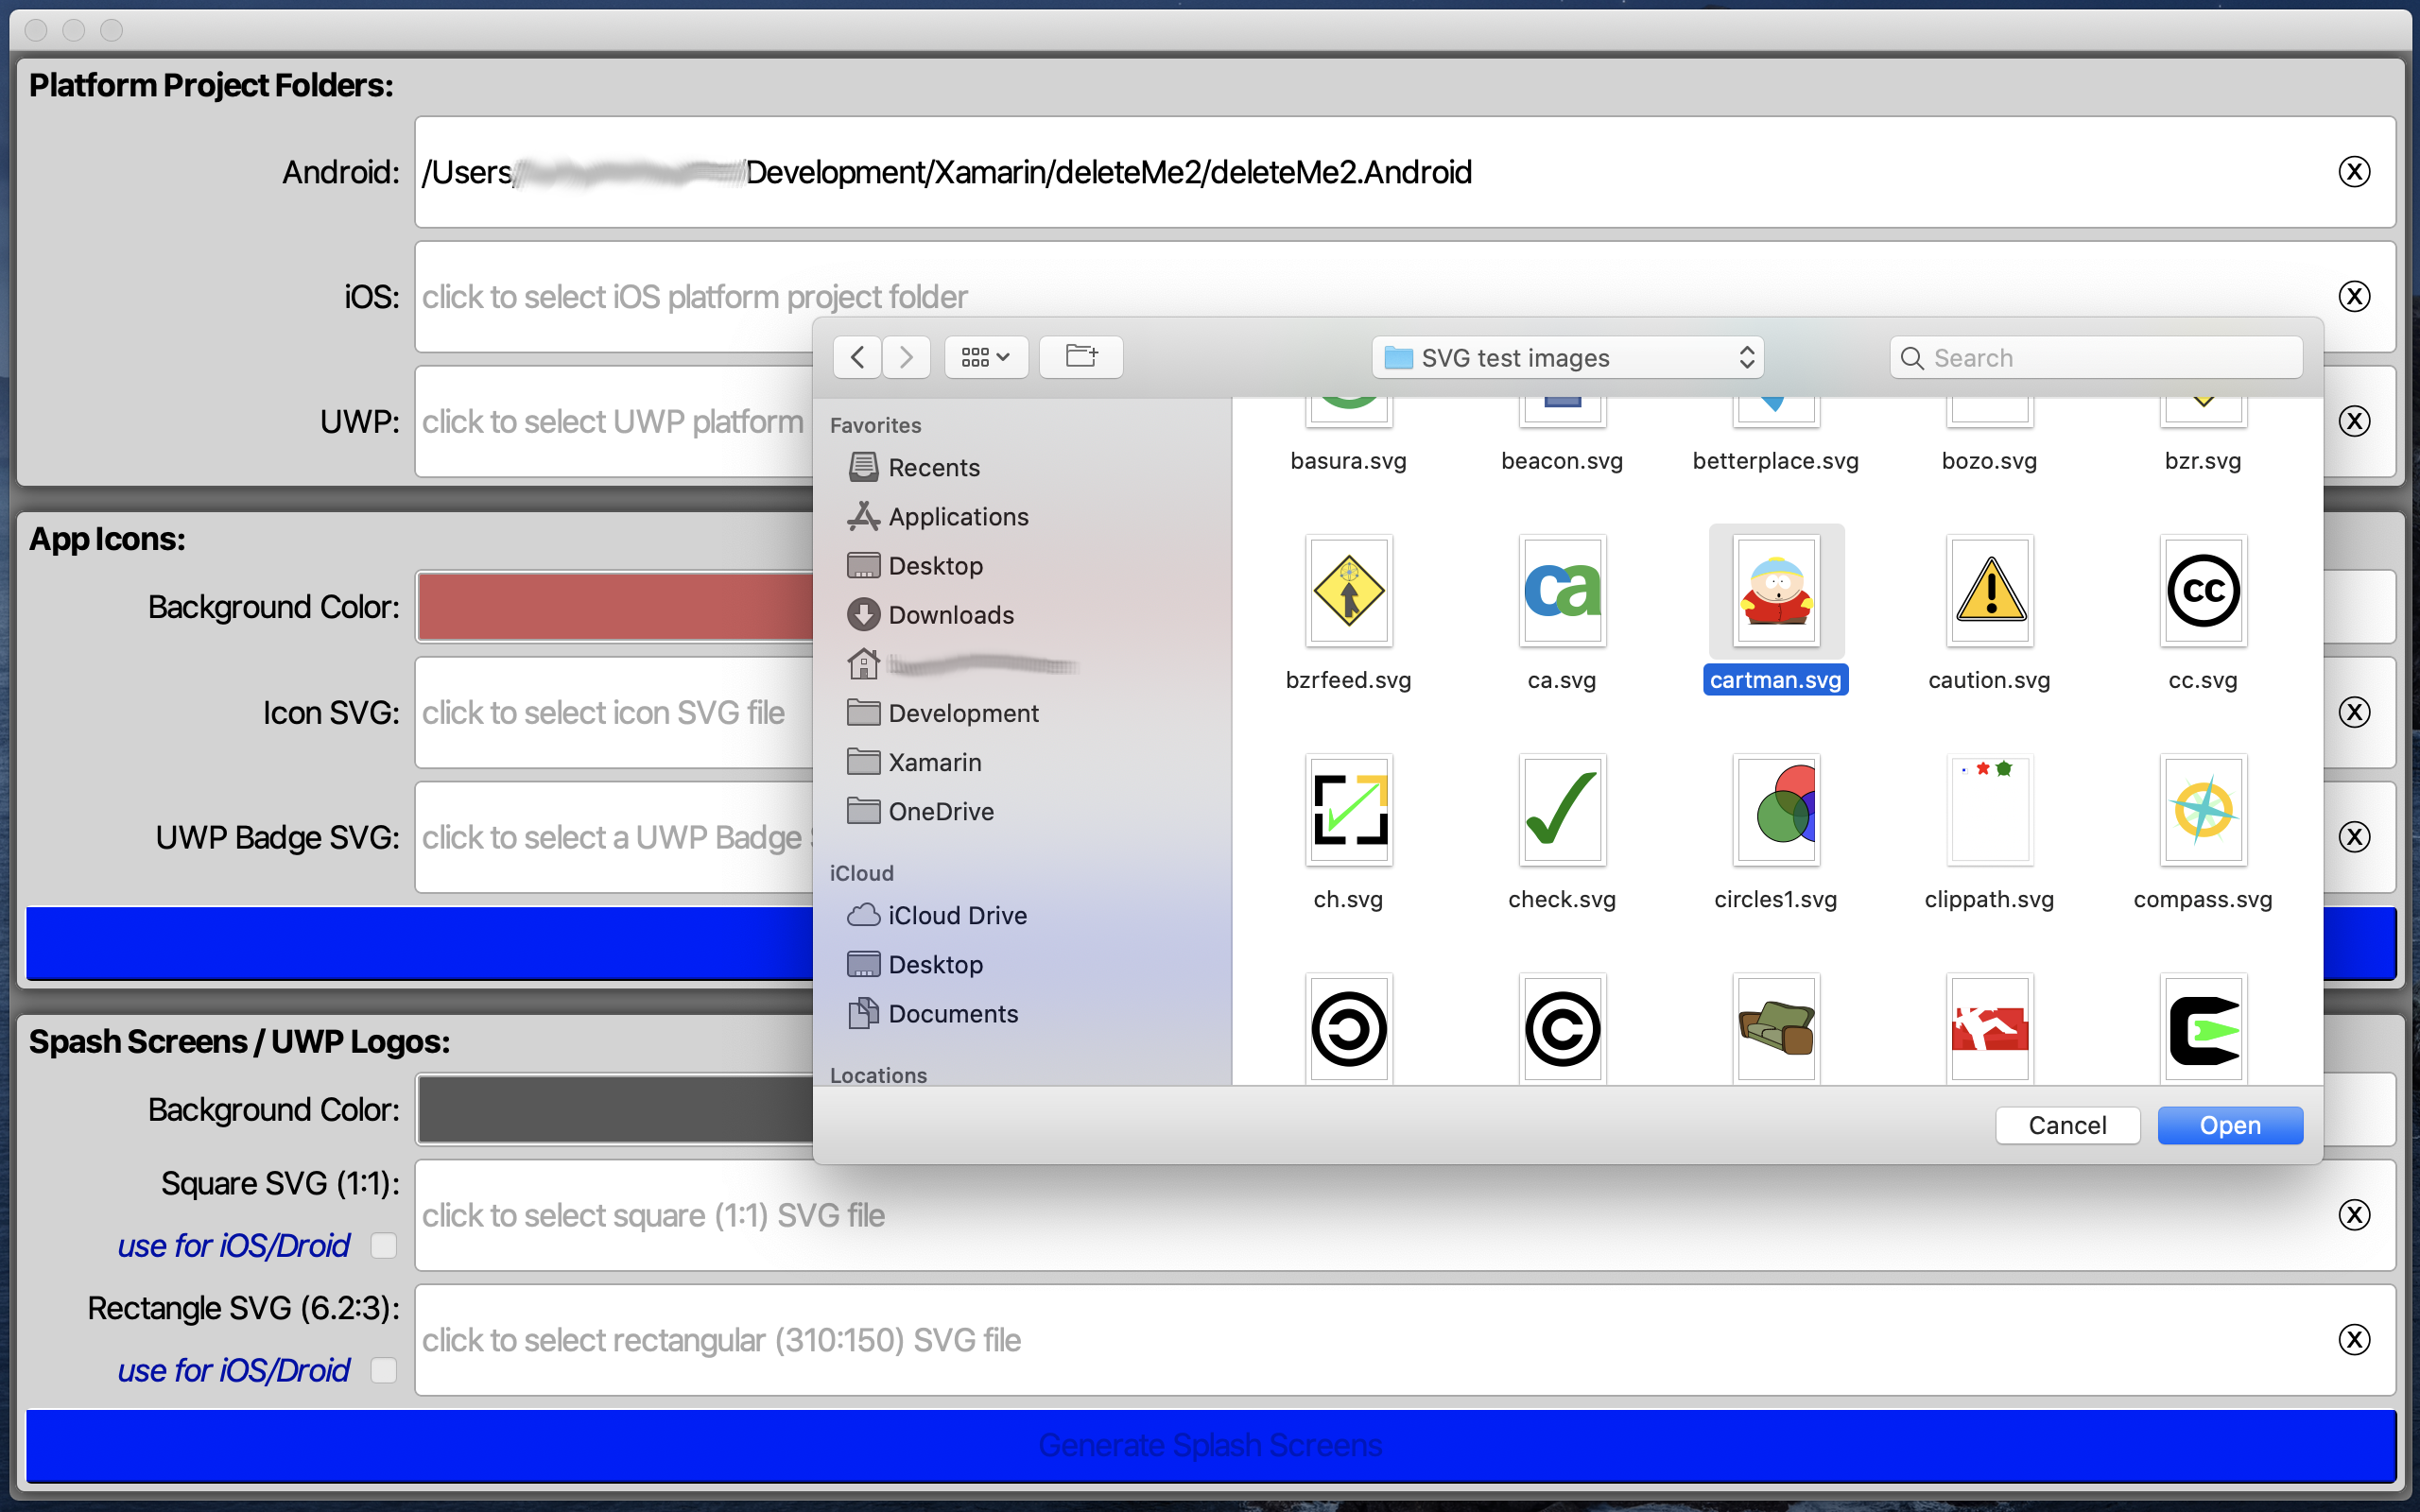 Platform Project Folders:
Android: /Users/ Development/Xamarin/deleteMe2/deleteMe2.Android X
iOS: click to select iOS platform project folder X
UWP: click to select UWP platform X
SVG test images
Search
Favorites
Recents
Applications
Desktop
Downloads
Development
Xamarin
OneDrive
iCloud
iCloud Drive
Desktop
Documents
Locations
basura.svg beacon.svg betterplace.svg bozo.svg bzr.svg
ca cc
bzrfeed.svg ca.svg cartman.svg caution.svg cc.svg
ch.svg check.svg circles1.svg clippath.svg compass.svg
Cancel Open
App Icons:
Background Color:
Icon SVG: click to select icon SVG file X
UWP Badge SVG: click to select a UWP Badge X
Spash Screens / UWP Logos:
Background Color:
Square SVG (1:1): click to select square (1:1) SVG file X
use for iOS/Droid
Rectangle SVG (6.2:3): click to select rectangular (310:150) SVG file X
use for iOS/Droid
Generate Splash Screens